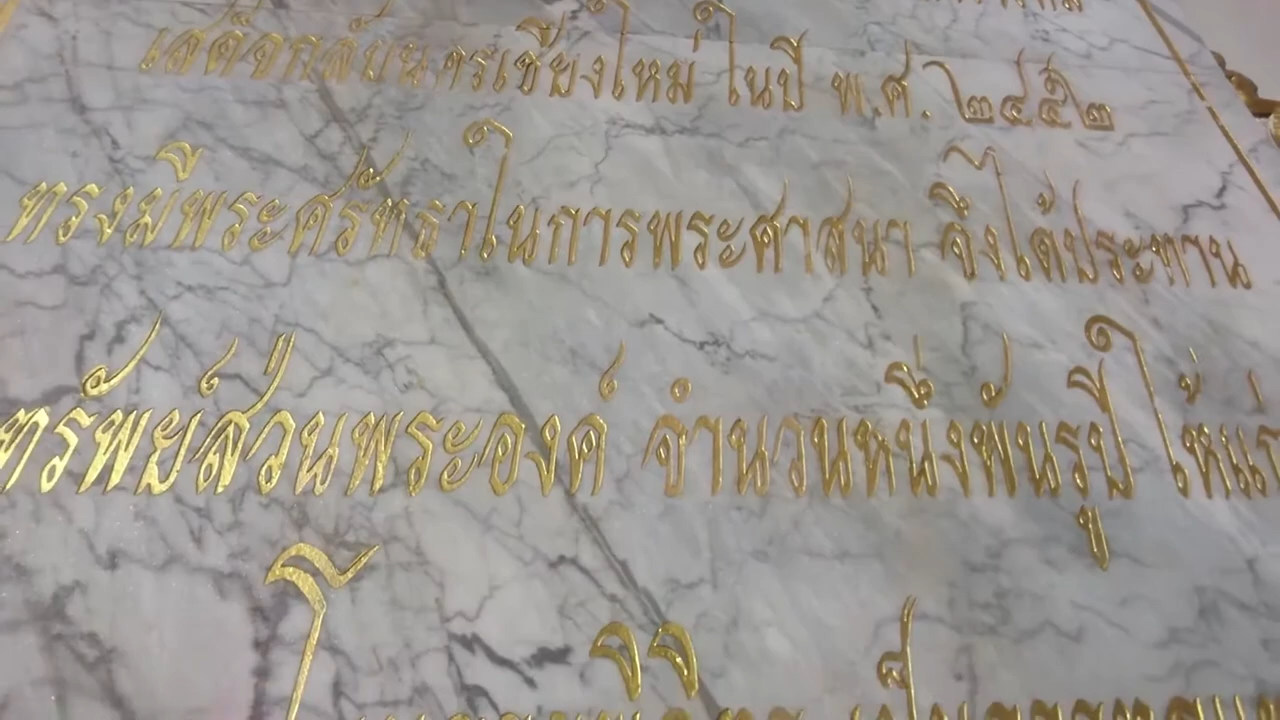 เสด็จกลับนครเชียงใหม่ ในปี พ.ศ. ๒๔๕๒
ทรงมีพระศรัทธาในการพระศาสนา จึงได้ประทาน
ทรัพย์ส่วนพระองค์ จำนวนหนึ่งพันรูปี ให้แก่